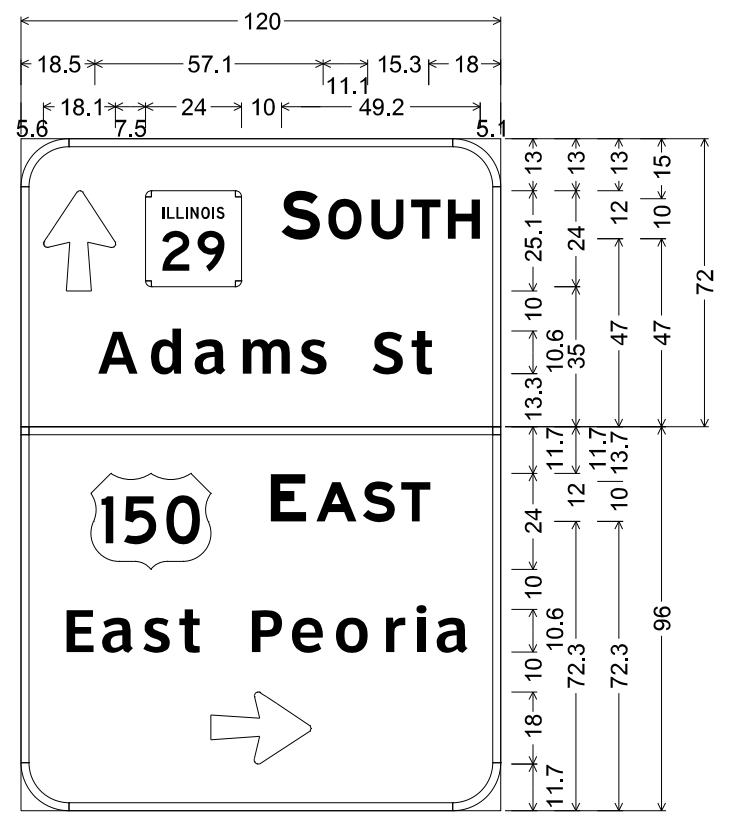 120
18.5 57.1 11.1 15.3 18
5.6 18.1 7.5 24 10 49.2 5.1
ILLINOIS
29
SOUTH
Adams St
150
EAST
East Peoria
13 25.1 10 10.6 13.3
13 24 35
13 12 47
15 10 47
72
11.7 24 10 10.6 10 18 11.7
11.7 12 72.3
13.7 10 72.3
96